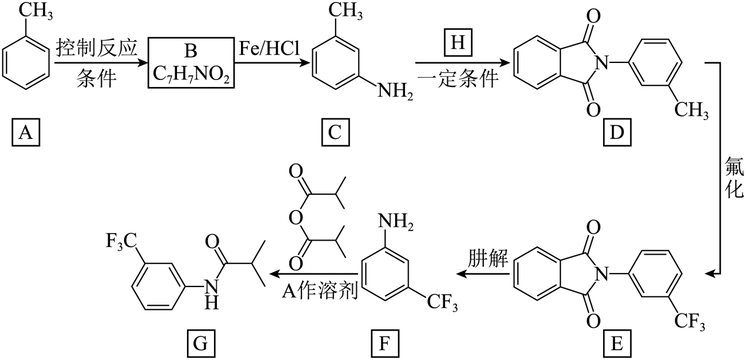 CH₃
控制反应
条件
A
B
C₇H₇NO₂
Fe/HCl
CH₃
NH₂
C
H
一定条件
O
N
O
CH₃
D
氟化
O
N
O
CF₃
E
肼解
NH₂
CF₃
F
O
O
O
A作溶剂
F₃C
O
N
H
G